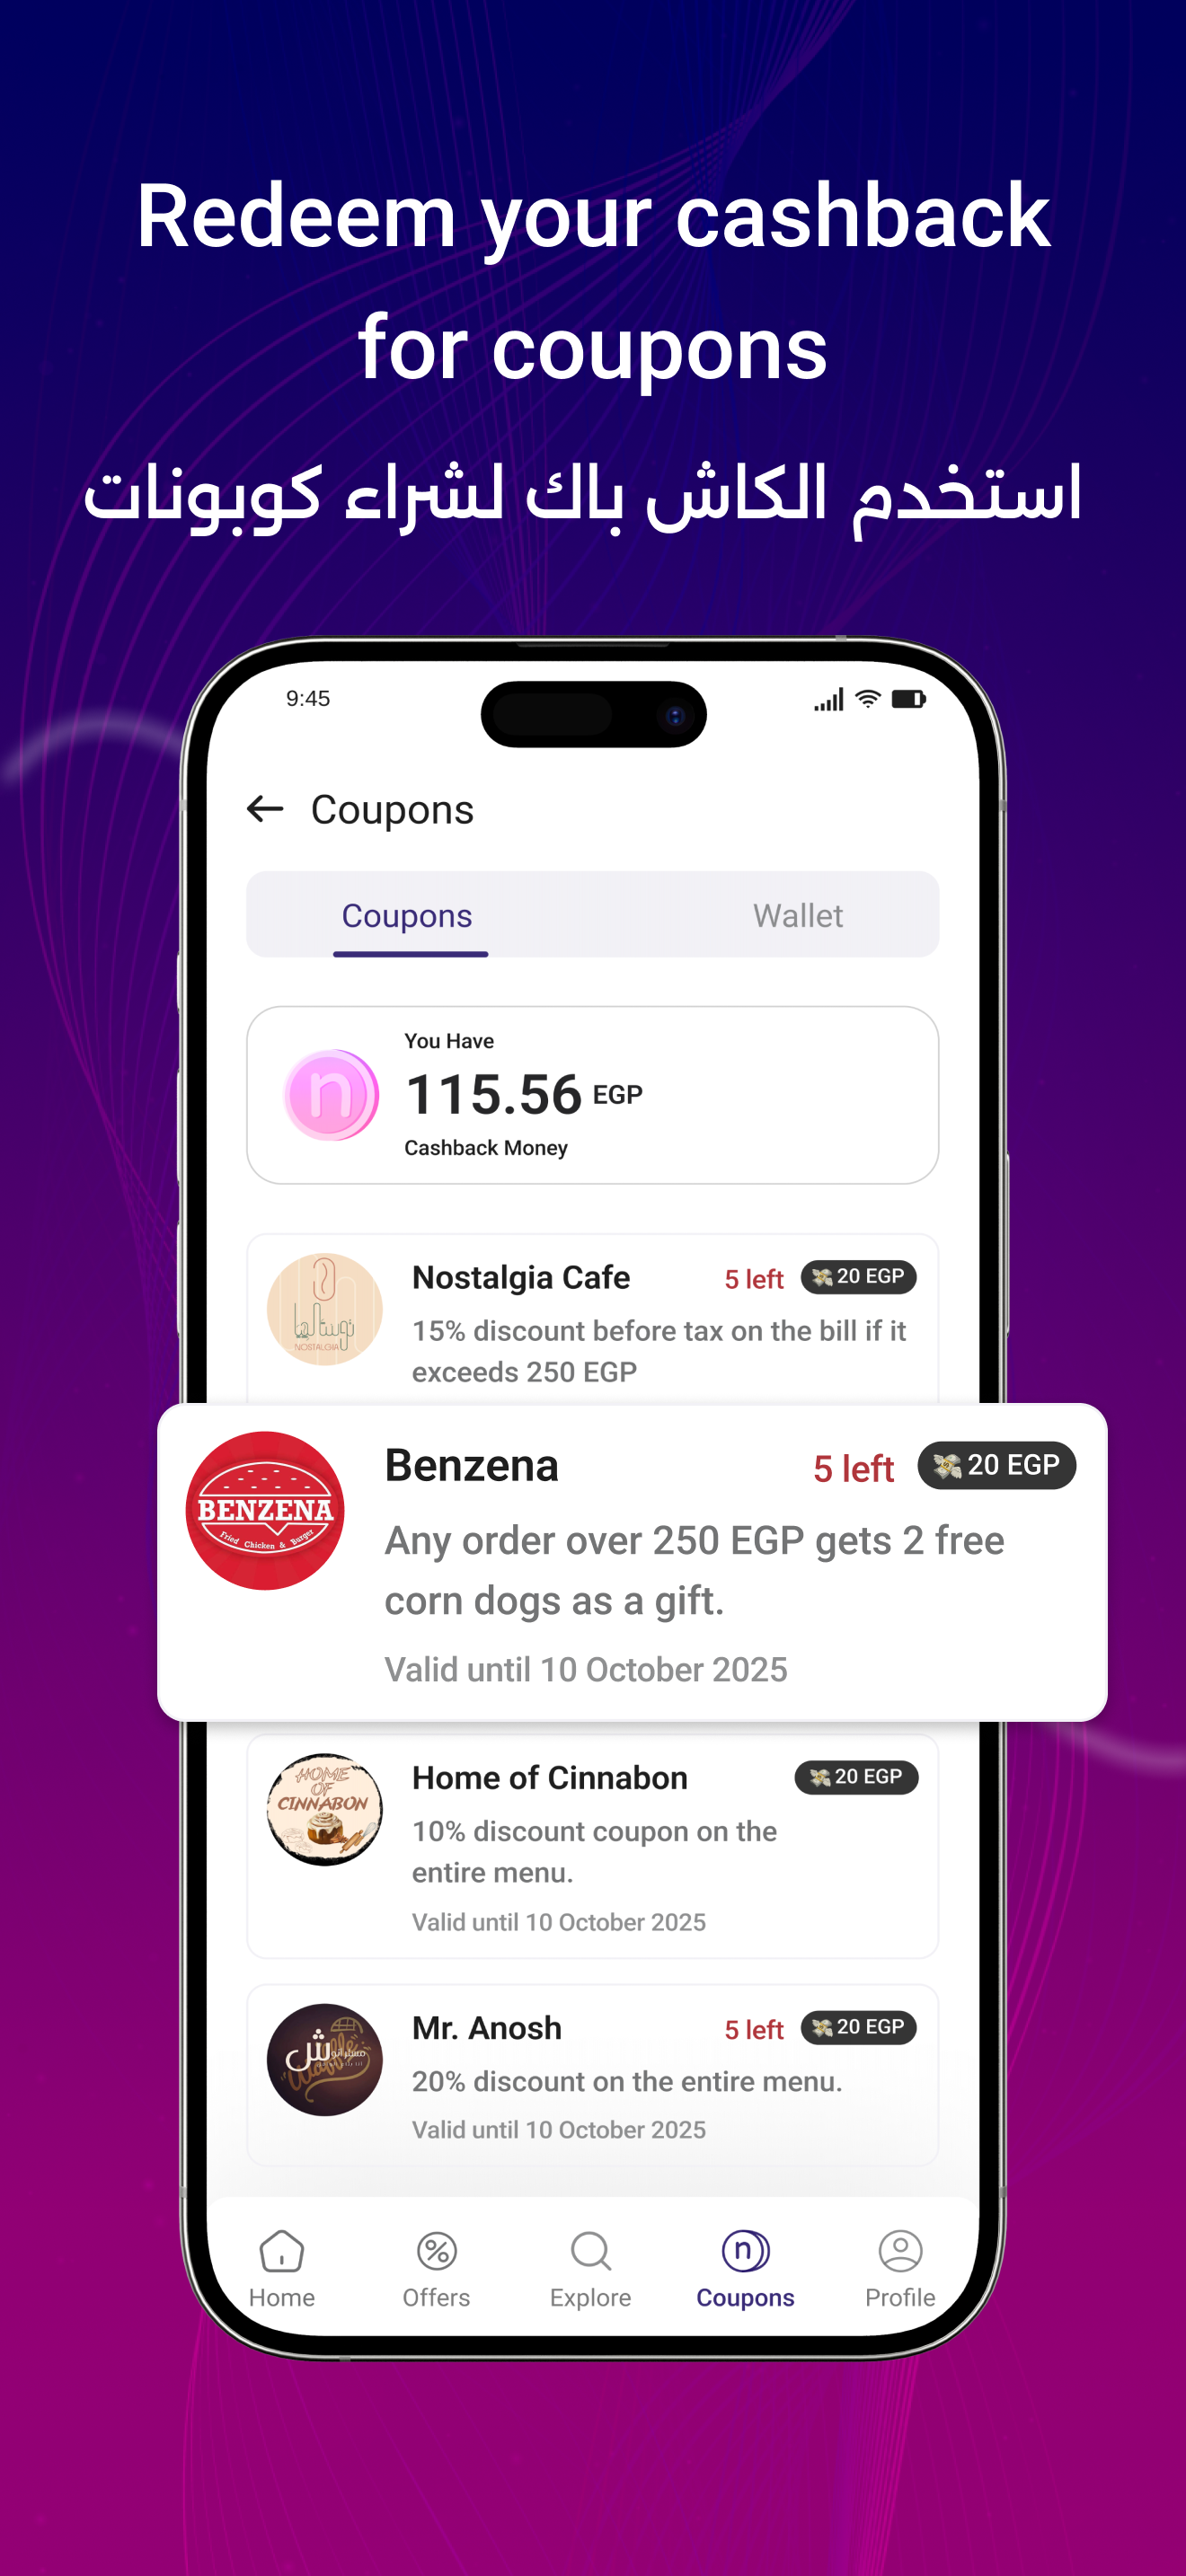 Redeem your cashback
for coupons
استخدم الكاش باك لشراء كوبونات
9:45
Coupons
Coupons
Wallet
You Have
n
115.56 EGP
Cashback Money
Nostalgia Cafe
5 left
20 EGP
نوستالجيا
NOSTALGIA
15% discount before tax on the bill if it
exceeds 250 EGP
Benzena
5 left
20 EGP
BENZENA
Fried Chicken & Burger
Any order over 250 EGP gets 2 free
corn dogs as a gift.
Valid until 10 October 2025
Home of Cinnabon
20 EGP
HOME
OF
CINNABON
10% discount coupon on the
entire menu.
Valid until 10 October 2025
Mr. Anosh
5 left
20 EGP
Waffle
20% discount on the entire menu.
Valid until 10 October 2025
n
Home
Offers
Explore
Coupons
Profile